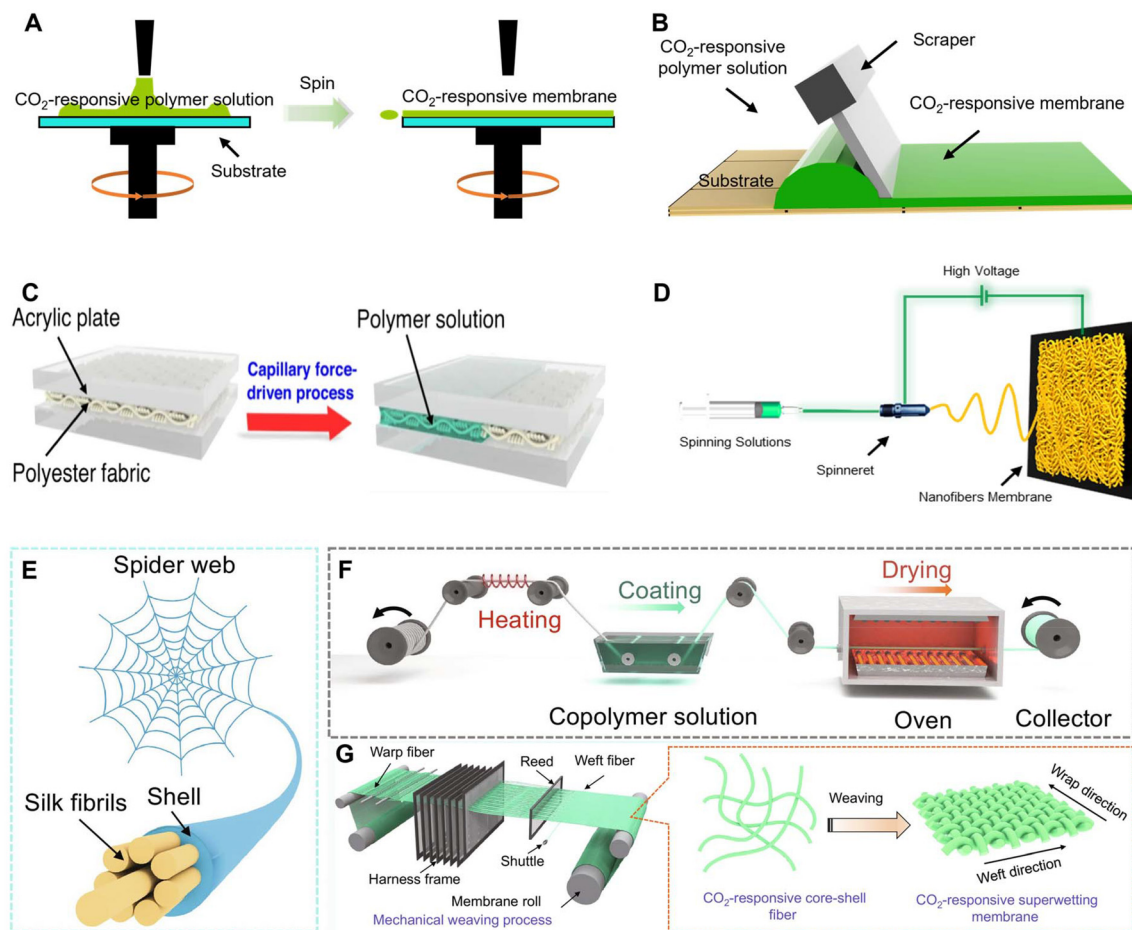 A
CO₂-responsive polymer solution
Substrate
Spin
CO₂-responsive membrane
B
CO₂-responsive
polymer solution
Scraper
CO₂-responsive membrane
Substrate
C
Acrylic plate
Polyester fabric
Capillary force-
driven process
Polymer solution
D
High Voltage
Spinning Solutions
Spinneret
Nanofibers Membrane
E
Spider web
Silk fibrils
Shell
F
Heating
Coating
Drying
Copolymer solution
Oven
Collector
G
Warp fiber
Reed
Weft fiber
Harness frame
Shuttle
Membrane roll
Mechanical weaving process
Weaving
Wrap direction
Weft direction
CO₂-responsive core-shell
fiber
CO₂-responsive superwetting
membrane